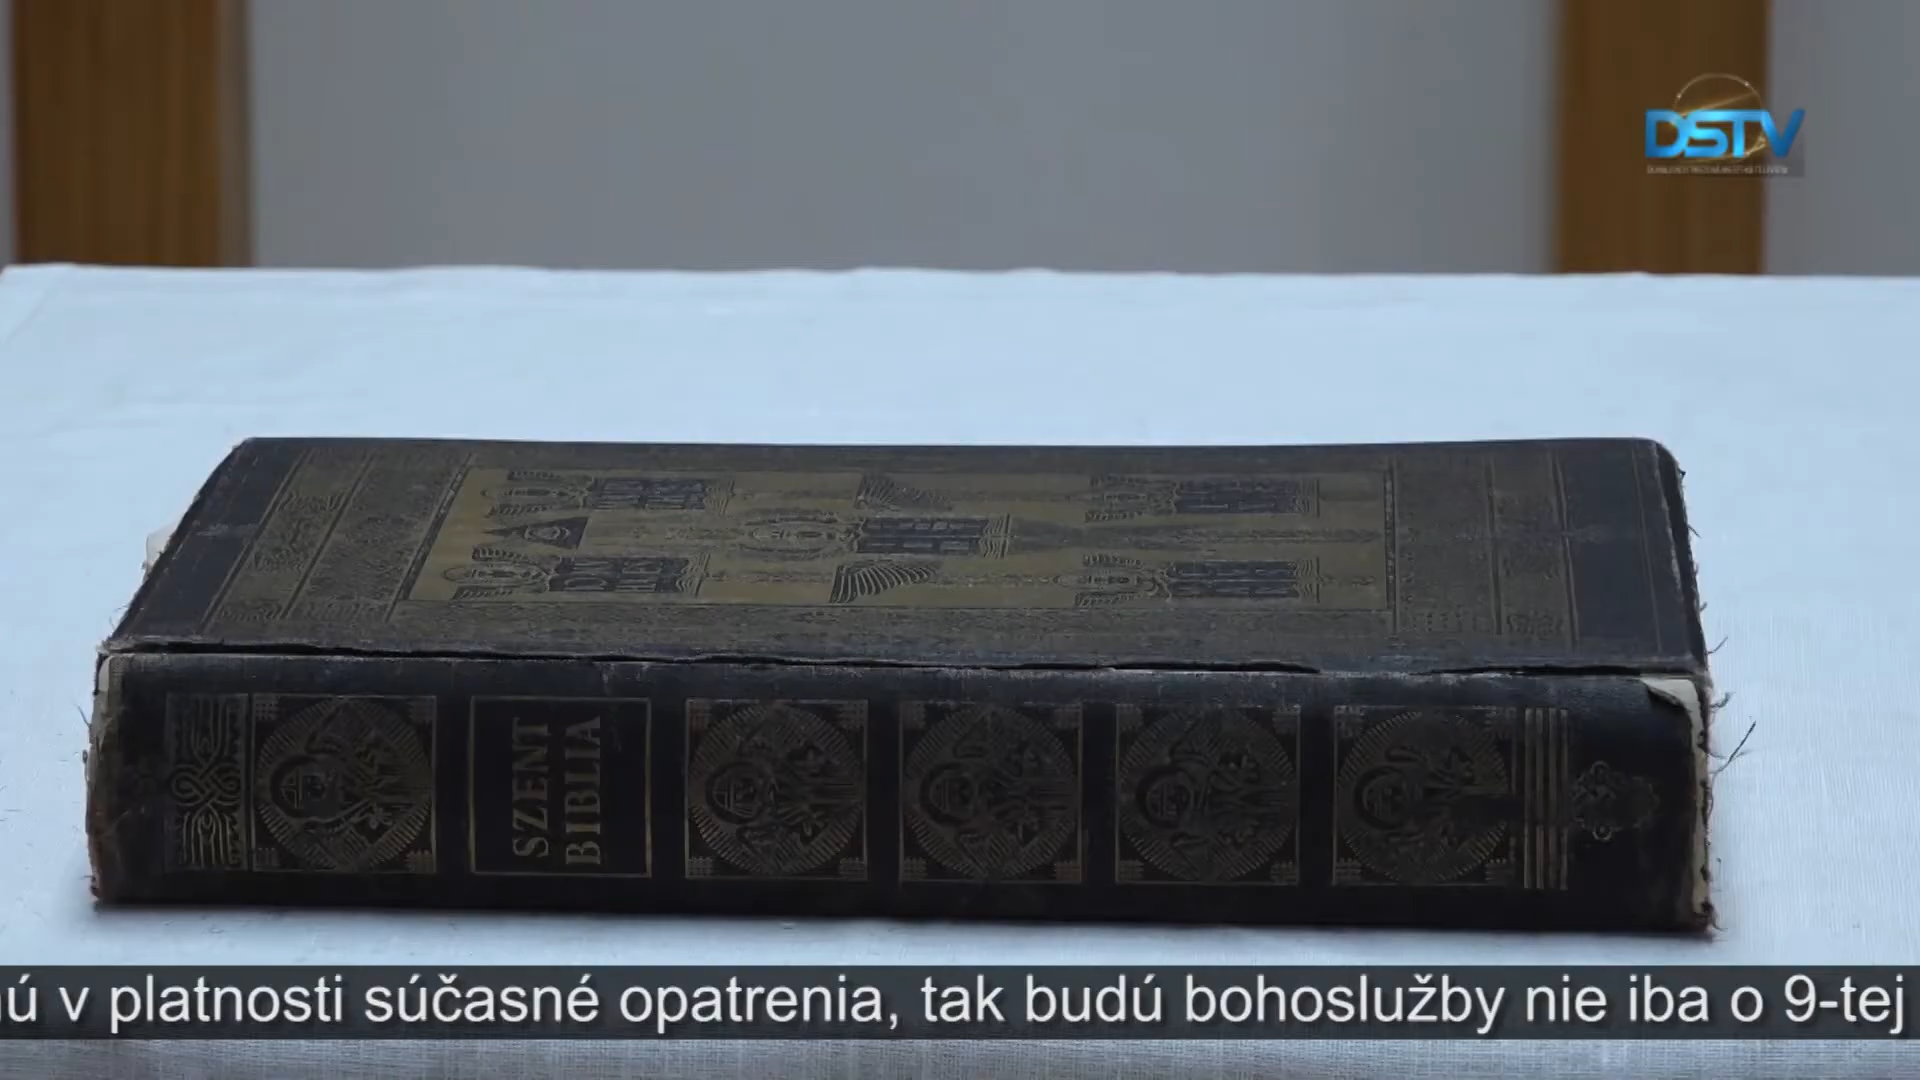 DSTV
SZENT
BIBLIA
v platnosti súčasné opatrenia, tak budú bohoslužby nie iba o 9-tej